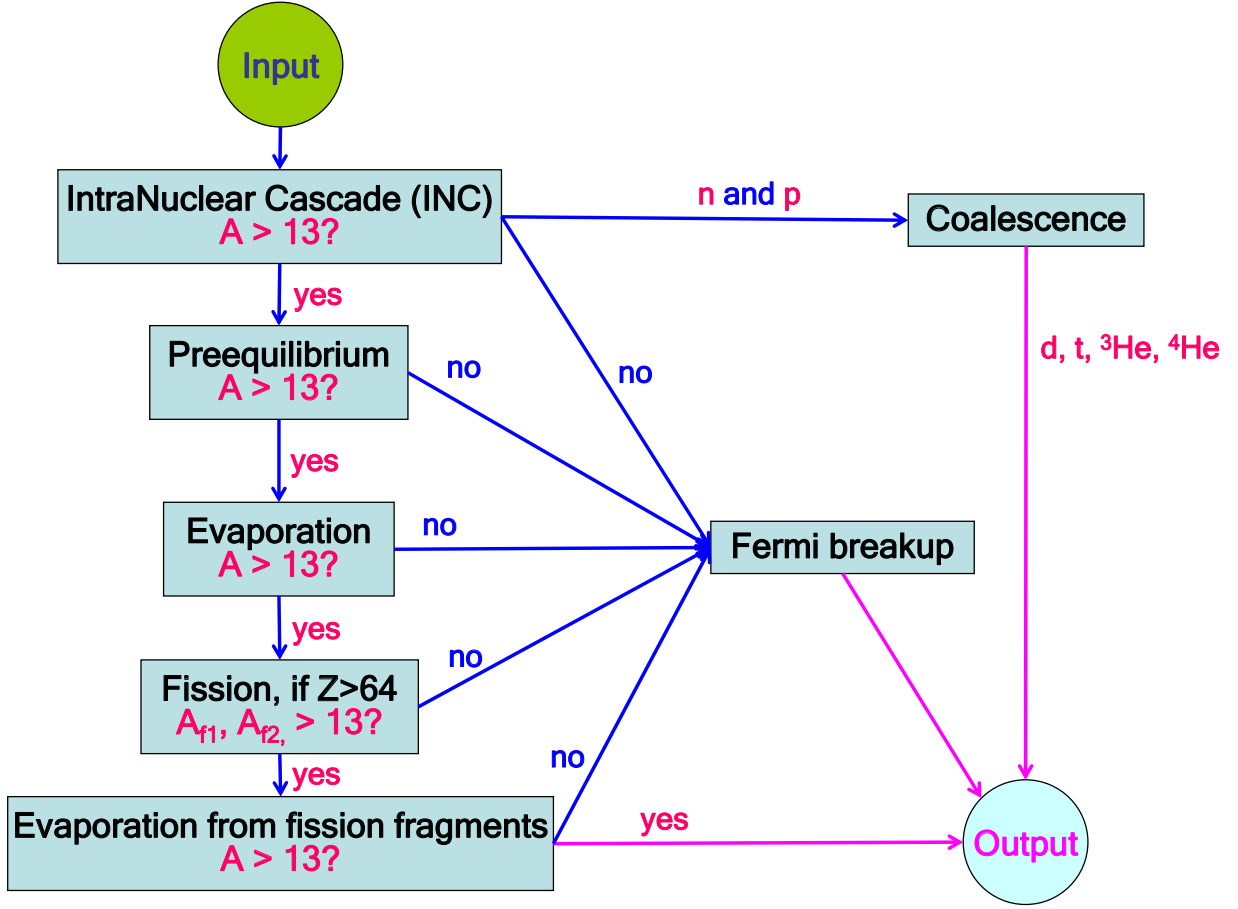 Input
IntraNuclear Cascade (INC)
A > 13?
n and p
Coalescence
yes
no
d, t, ³He, ⁴He
Preequilibrium
A > 13?
no
yes
Evaporation
A > 13?
no
Fermi breakup
yes
no
Fission, if Z>64
A_f1, A_f2, > 13?
yes
no
Evaporation from fission fragments
A > 13?
yes
Output